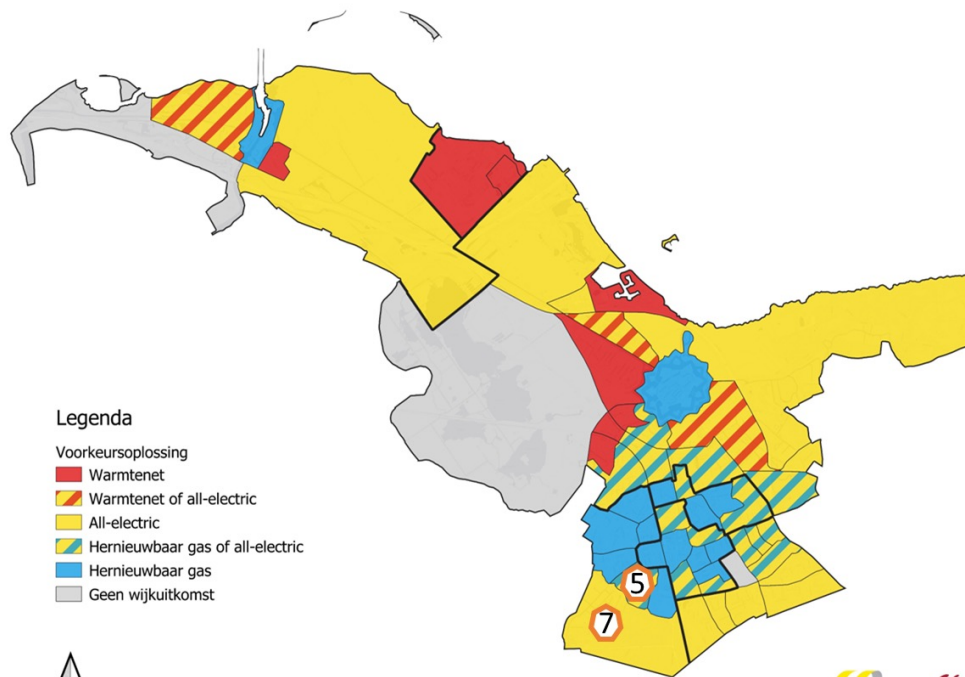 Legenda
Voorkeursoplossing
Warmtenet
Warmtenet of all-electric
All-electric
Hernieuwbaar gas of all-electric
Hernieuwbaar gas
Geen wijkuitkomst
5
7